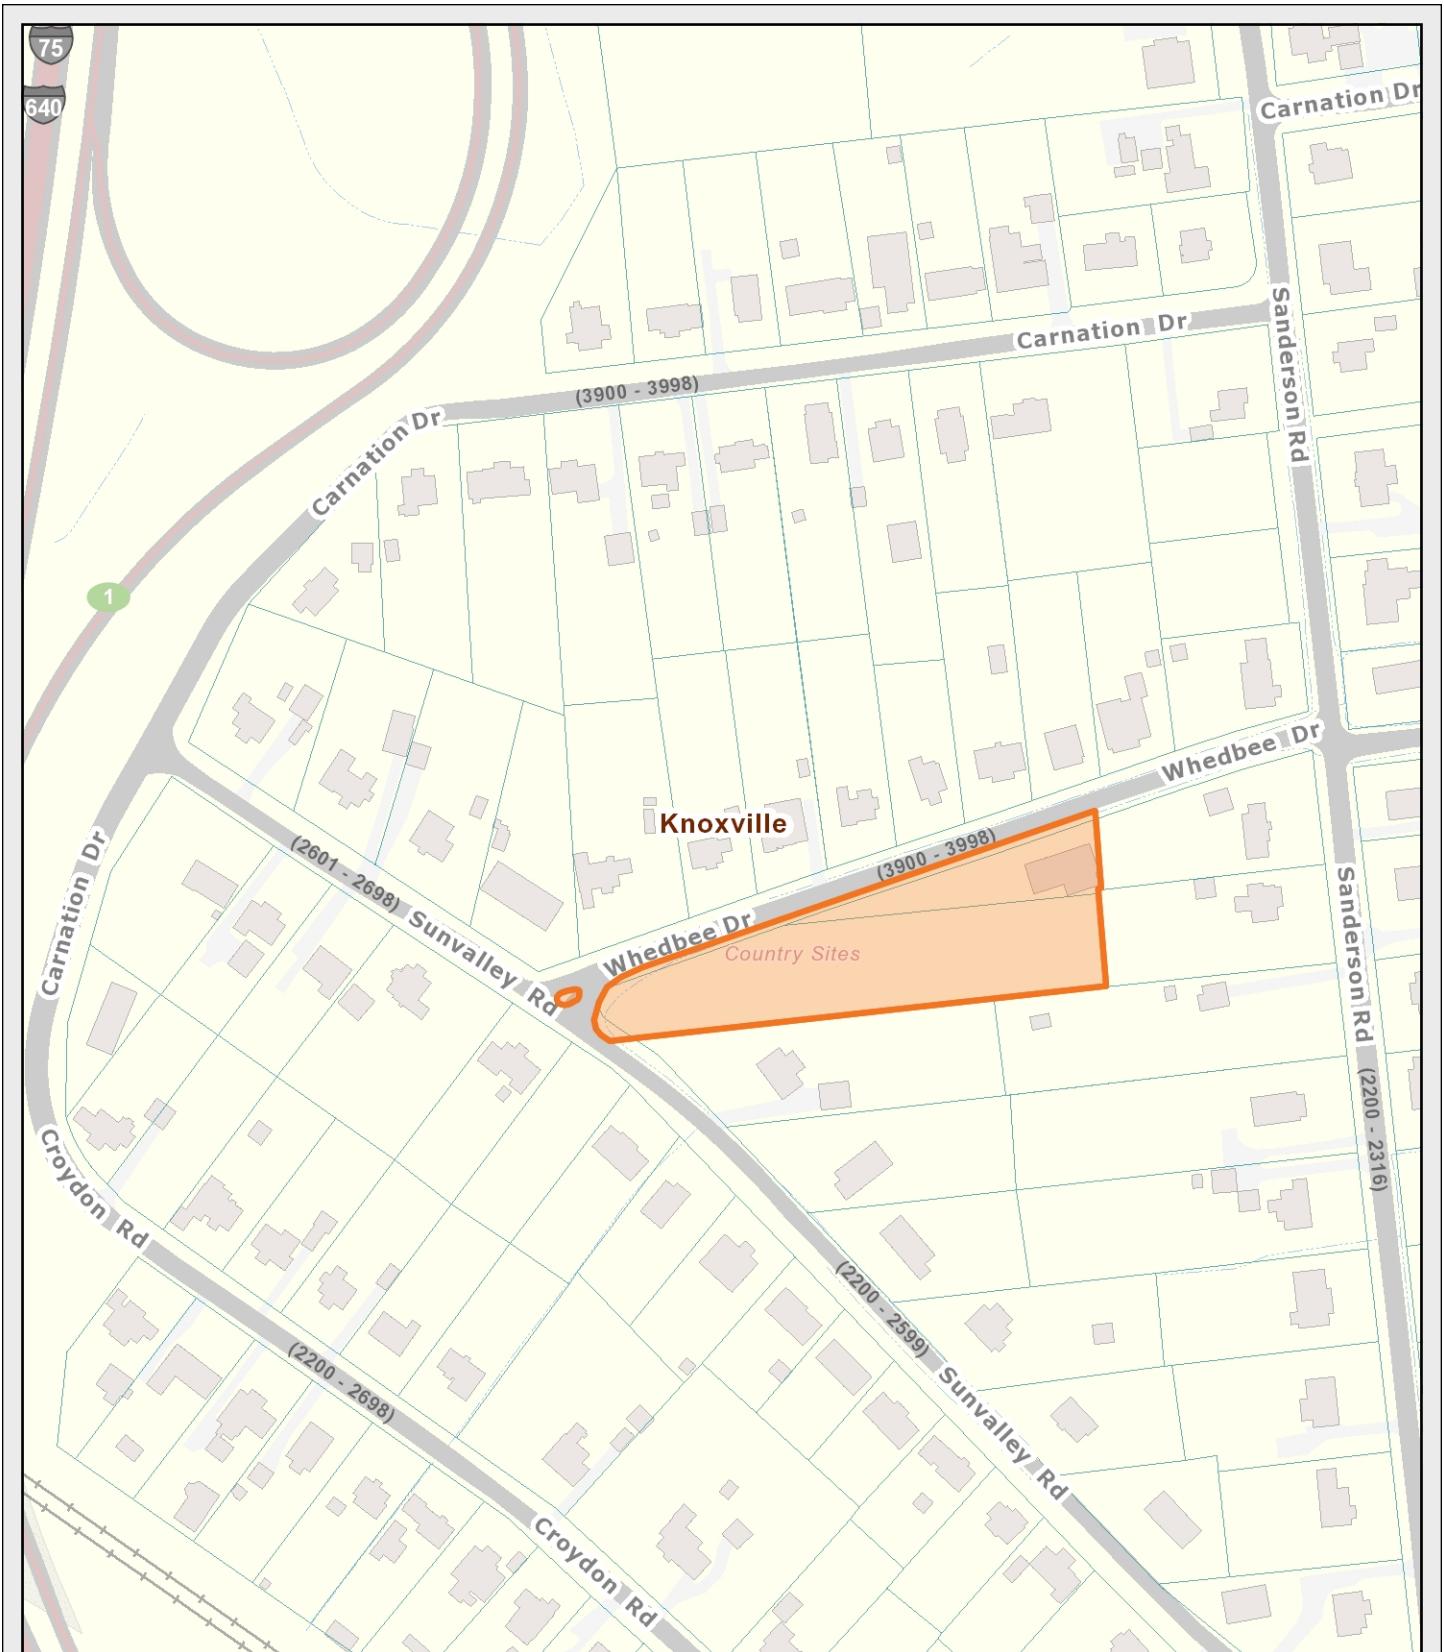 75
640
Carnation Dr
Carnation Dr
(3900 - 3998)
Carnation Dr
Sanderson Rd
1
Whedbee Dr
Knoxville
(3900 - 3998)
(2601 - 2698)
Sunvalley Rd
Whedbee Dr
Country Sites
Carnation Dr
Sanderson Rd
(2200 - 2316)
Croydon Rd
(2200 - 2599)
Sunvalley Rd
(2200 - 2698)
Croydon Rd